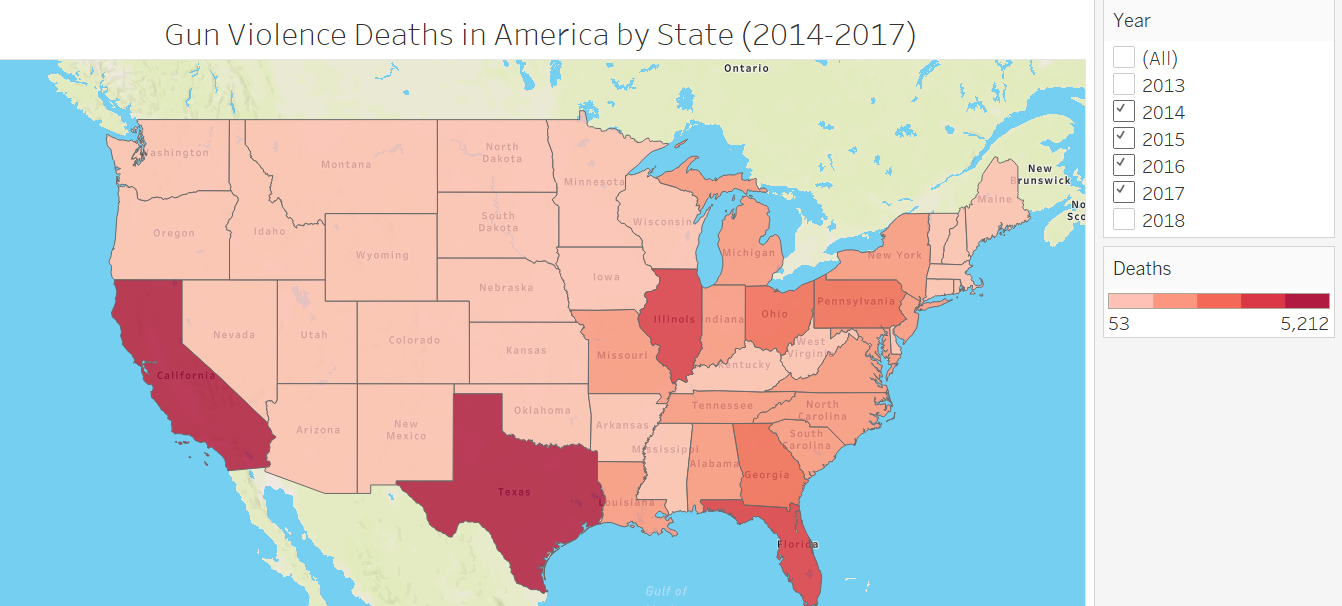 Gun Violence Deaths in America by State (2014-2017)
Ontario
New
Brunswick
No
Sco
Washington
Montana
North
Dakota
Minnesota
Maine
Oregon
Idaho
South
Dakota
Wisconsin
Wyoming
Michigan
New York
Iowa
Nebraska
Pennsylvania
Nevada
Utah
Colorado
Illinois
Indiana
Ohio
Kansas
Missouri
West
Virginia
Kentucky
California
Arizona
New
Mexico
Oklahoma
Arkansas
Tennessee
North
Carolina
South
Carolina
Mississippi
Alabama
Georgia
Texas
Louisiana
Florida
Gulf of
Year
(All)
2013
2014
2015
2016
2017
2018
Deaths
53 5,212